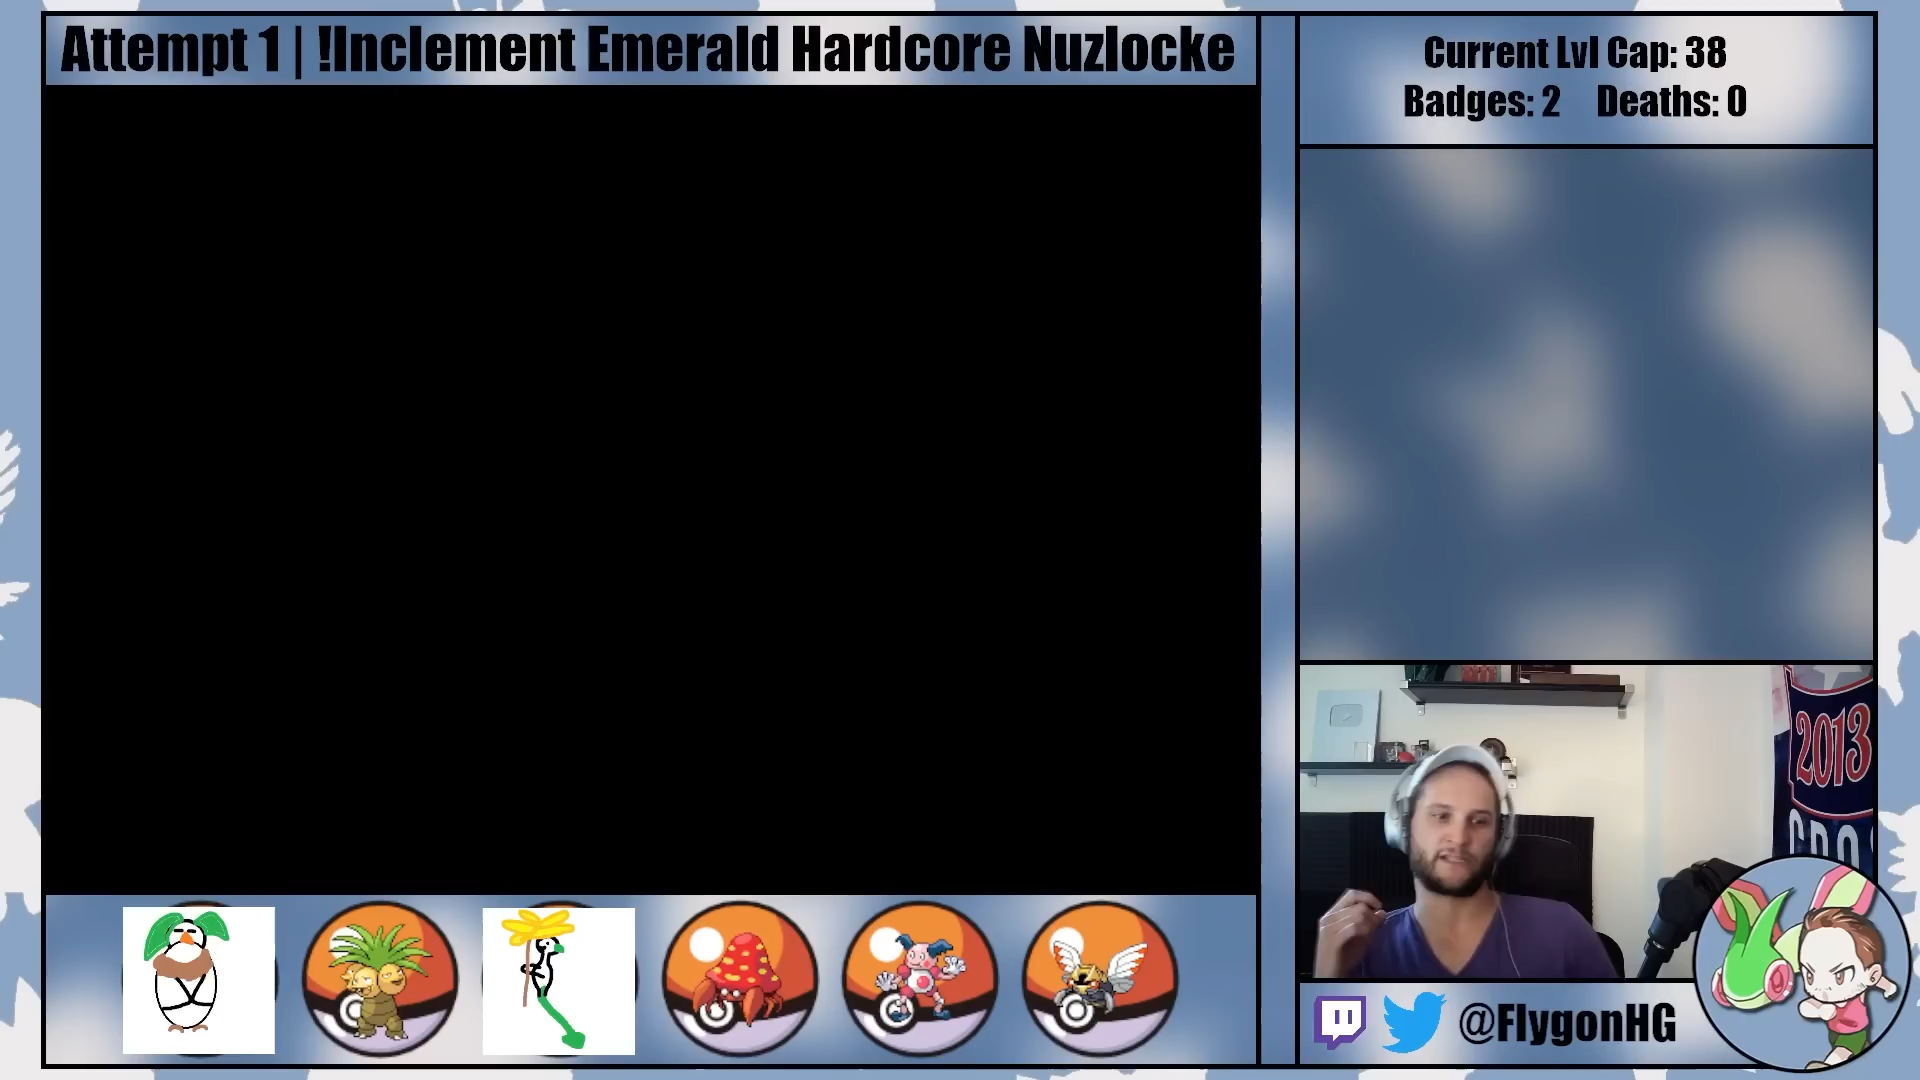 Attempt 1 | !Inclement Emerald Hardcore Nuzlocke
Current Lvl Cap: 38
Badges: 2 Deaths: 0
2013
@FlygonHG